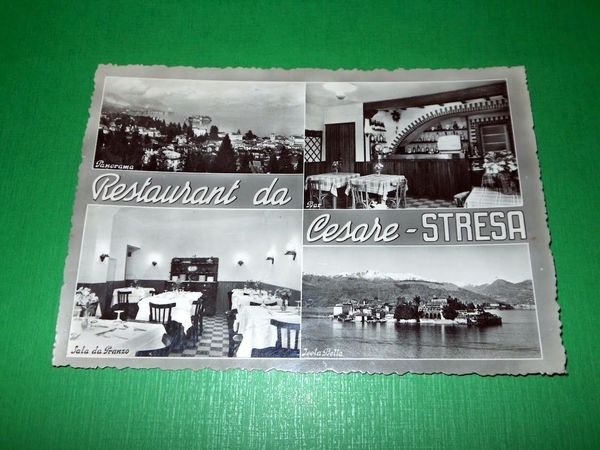 Panorama
Bar
Restaurant da
Cesare - STRESA
Sala da Pranzo
Isola Bella